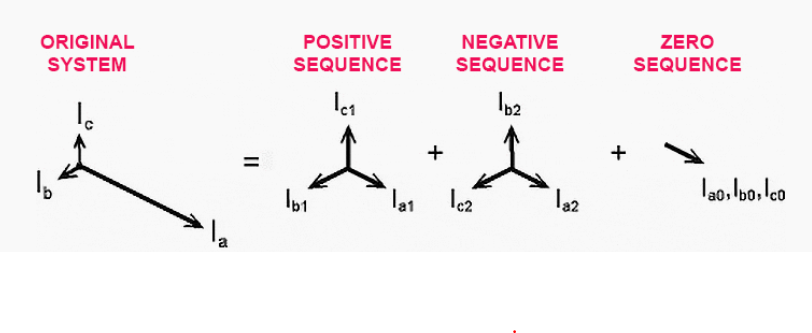 ORIGINAL
SYSTEM
POSITIVE
SEQUENCE
NEGATIVE
SEQUENCE
ZERO
SEQUENCE
Ic
Ib
Ia
=
Ic1
Ib1
Ia1
+
Ib2
Ic2
Ia2
+
Ia0, Ib0, Ic0